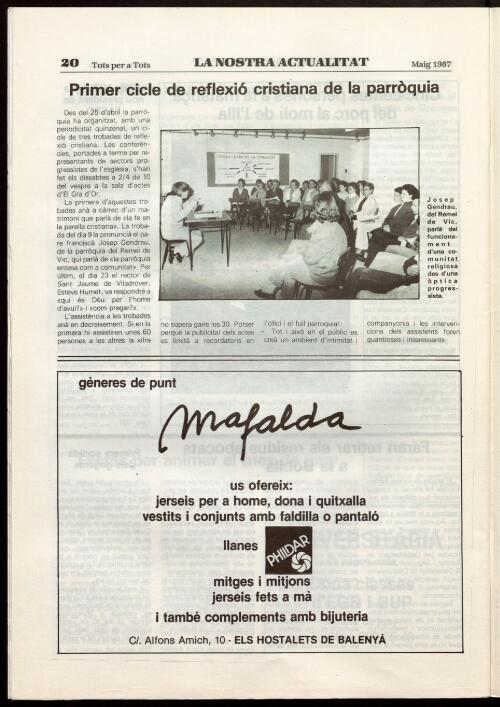 20 Tots per a Tots LA NOSTRA ACTUALITAT Maig 1987
Primer cicle de reflexió cristiana de la parròquia
Des del 25 d'abril la parrò-
quia ha organitzat, amb una
periodicitat quinzenal, un ci-
cle de tres trobades de refle-
xió cristiana. Les conferèn-
cies, portades a terme per re-
presentants de sectors pro-
gressistes de l'església, s'han
fet els dissabtes a 2/4 de 10
del vespre a la sala d'actes
d'El Gra d'Or.
La primera d'aquestes tro-
bades anà a càrrec d'un ma-
trimoni que parlà de «la fe en
la parella cristiana». La troba-
da del dia 9 la pronuncià el pa-
re franciscà Josep Gendrau,
de la parròquia del Remei de
Vic, qui parlà de «la parròquia
entesa com a comunitat». Per
últim, el dia 23 el rector de
Sant Jaume de Viladrover,
Esteve Humet, va respondre a
«qui és Déu per l'home
d'avui?» i «com pregar?».
L'assistència a les trobades
anà en decreixement. Si en la
primera hi assistiren unes 60
persones a les altres la xifra
no supera gaire les 30. Potser
perquè la publicitat dels actes
es limità a recordatoris en
l'ofici i el full parroquial.
Tot i això en el públic es
creà un ambient d'intimitat i
companyonia i les interven-
cions dels assistents foren
quantioses i interessants.
Josep
Gendrau,
del Remei
de Vic,
parlà del
funciona-
ment
d'una co-
munitat
religiosa
des d'una
òptica
progres-
sista.
gèneres de punt
Mafalda
us ofereix:
jerseis per a home, dona i quitxalla
vestits i conjunts amb faldilla o pantaló
llanes PHILDAR
mitges i mitjons
jerseis fets a mà
i també complements amb bijuteria
C/. Alfons Amich, 10 - ELS HOSTALETS DE BALENYÀ